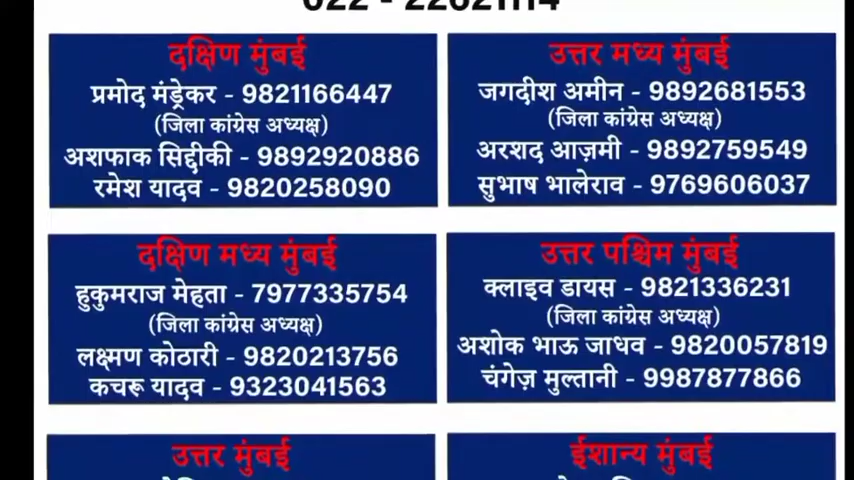 दक्षिण मुंबई
प्रमोद मंड्रेकर - 9821166447
(जिला कांग्रेस अध्यक्ष)
अशफाक सिद्दीकी - 9892920886
रमेश यादव - 9820258090
उत्तर मध्य मुंबई
जगदीश अमीन - 9892681553
(जिला कांग्रेस अध्यक्ष)
अरशद आज़मी - 9892759549
सुभाष भालेराव - 9769606037
दक्षिण मध्य मुंबई
हुकुमराज मेहता - 7977335754
(जिला कांग्रेस अध्यक्ष)
लक्ष्मण कोठारी - 9820213756
कचरू यादव - 9323041563
उत्तर पश्चिम मुंबई
क्लाइव डायस - 9821336231
(जिला कांग्रेस अध्यक्ष)
अशोक भाऊ जाधव - 9820057819
चंगेज़ मुल्तानी - 9987877866
उत्तर मुंबई
ईशान्य मुंबई